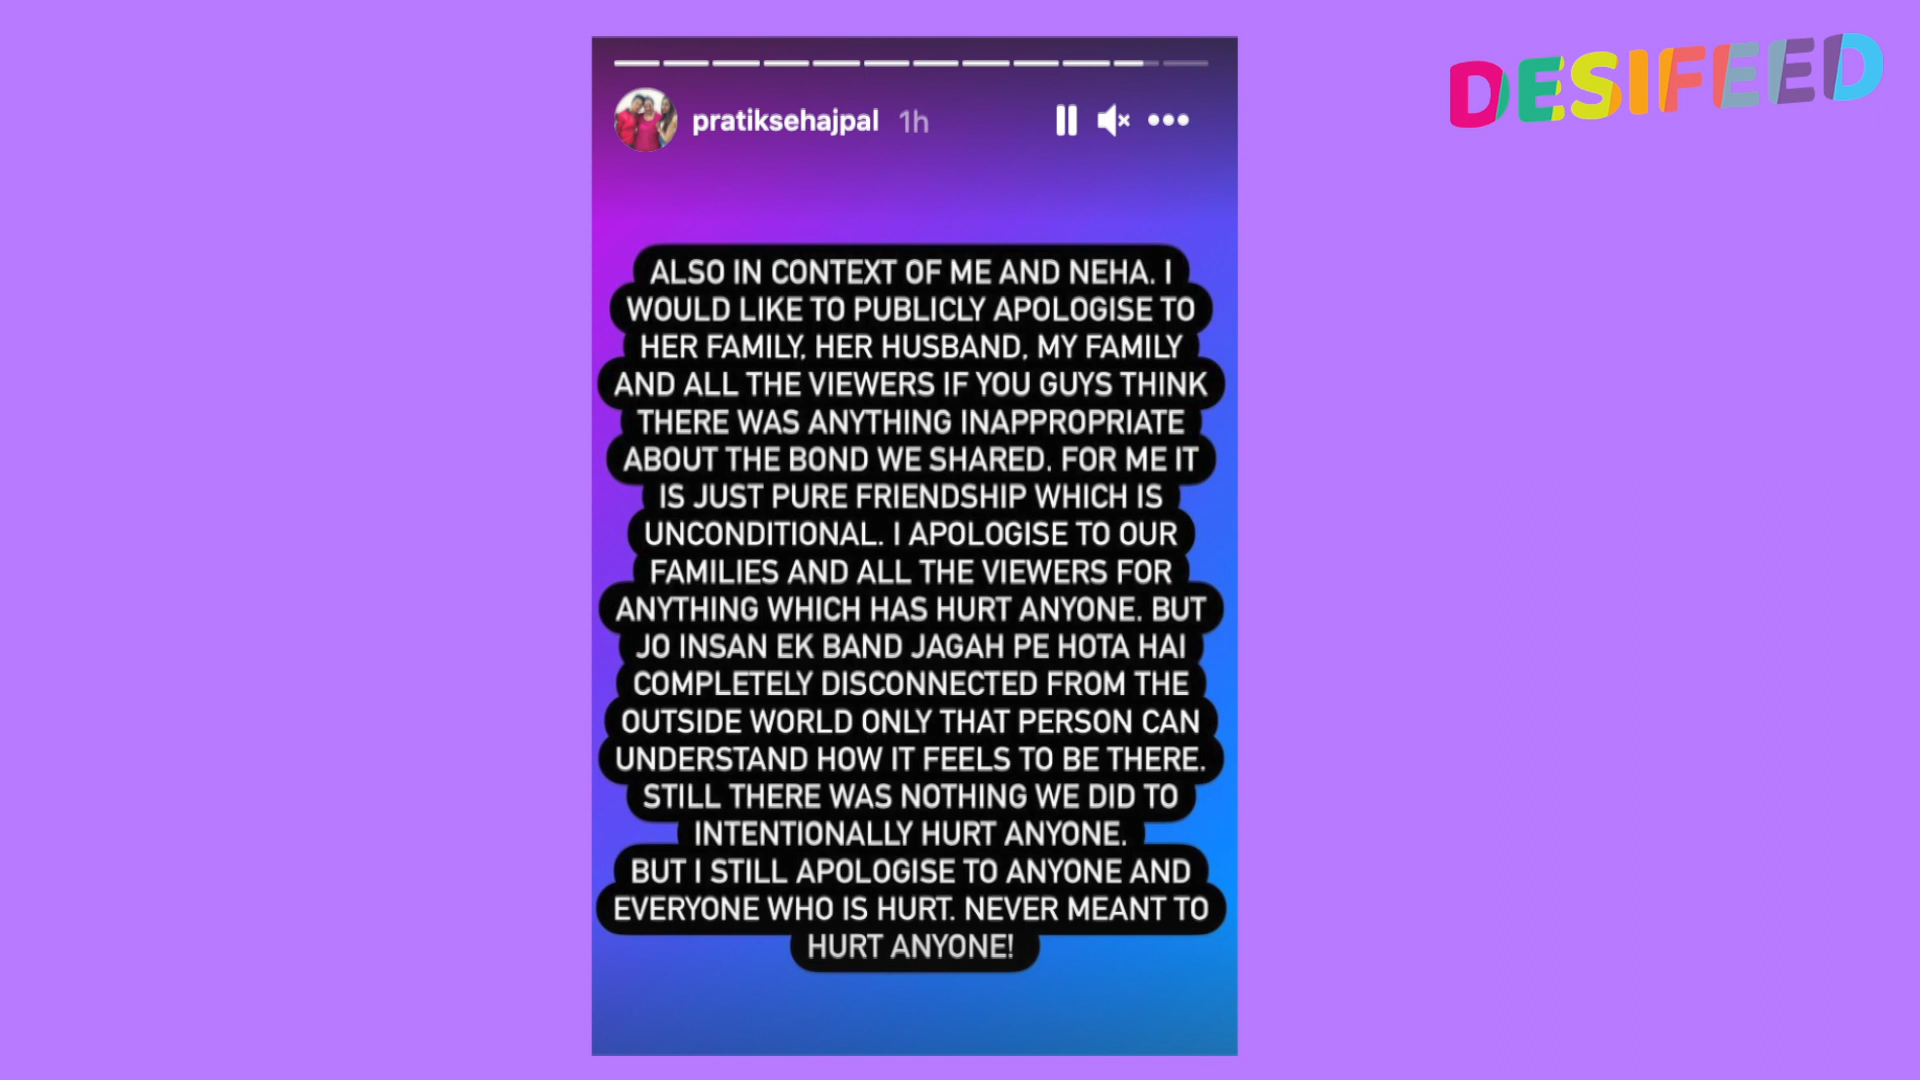 DESIFEED
pratiksehajpal 1h
ALSO IN CONTEXT OF ME AND NEHA. I
WOULD LIKE TO PUBLICLY APOLOGISE TO
HER FAMILY, HER HUSBAND, MY FAMILY
AND ALL THE VIEWERS IF YOU GUYS THINK
THERE WAS ANYTHING INAPPROPRIATE
ABOUT THE BOND WE SHARED. FOR ME IT
IS JUST PURE FRIENDSHIP WHICH IS
UNCONDITIONAL. I APOLOGISE TO OUR
FAMILIES AND ALL THE VIEWERS FOR
ANYTHING WHICH HAS HURT ANYONE. BUT
JO INSAN EK BAND JAGAH PE HOTA HAI
COMPLETELY DISCONNECTED FROM THE
OUTSIDE WORLD ONLY THAT PERSON CAN
UNDERSTAND HOW IT FEELS TO BE THERE.
STILL THERE WAS NOTHING WE DID TO
INTENTIONALLY HURT ANYONE.
BUT I STILL APOLOGISE TO ANYONE AND
EVERYONE WHO IS HURT. NEVER MEANT TO
HURT ANYONE!